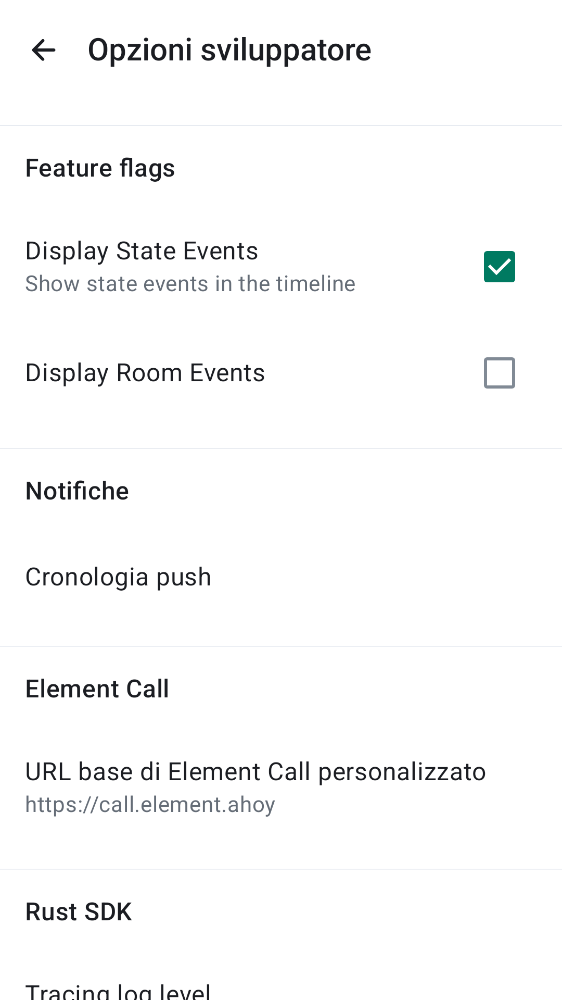 Opzioni sviluppatore
Feature flags
Display State Events
Show state events in the timeline
Display Room Events
Notifiche
Cronologia push
Element Call
URL base di Element Call personalizzato
https://call.element.ahoy
Rust SDK
Tracing log level